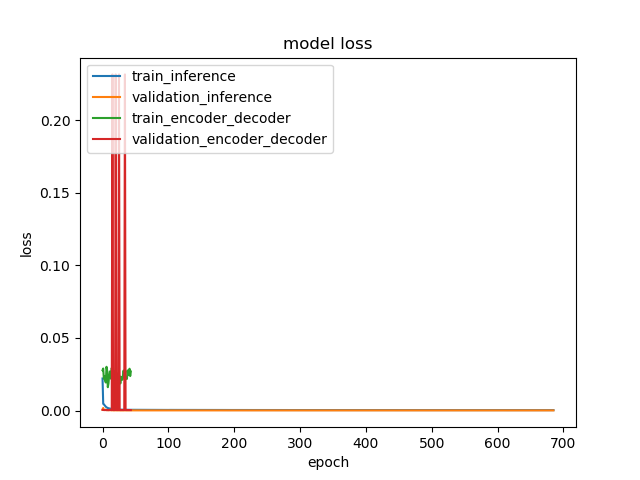 model loss
train_inference
validation_inference
train_encoder_decoder
validation_encoder_decoder
0.20
0.15
0.10
0.05
0.00
loss
0 100 200 300 400 500 600 700
epoch